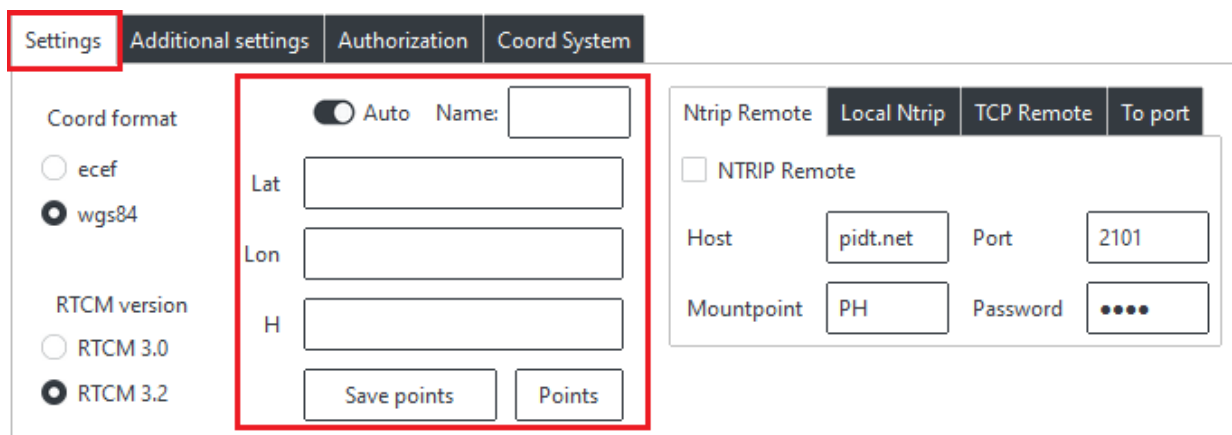 Settings Additional settings Authorization Coord System
Coord format
ecef
wgs84
RTCM version
RTCM 3.0
RTCM 3.2
Auto Name:
Lat
Lon
H
Save points Points
Ntrip Remote Local Ntrip TCP Remote To port
NTRIP Remote
Host pidt.net Port 2101
Mountpoint PH Password ••••